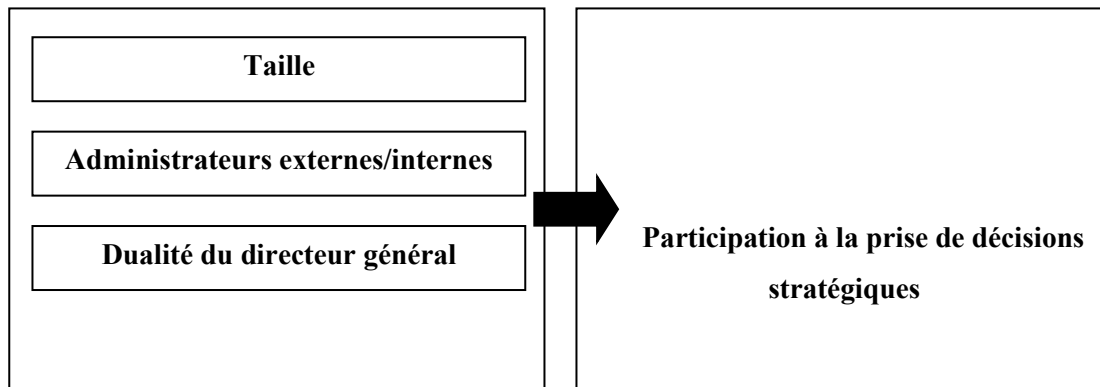 Taille
Administrateurs externes/internes
Dualité du directeur général
Participation à la prise de décisions
stratégiques